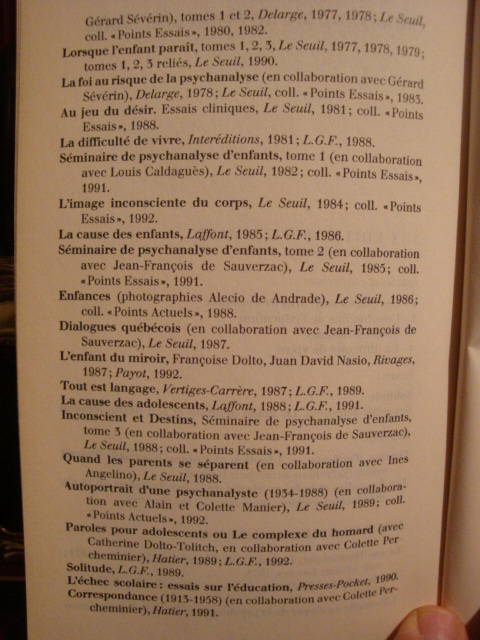 Gérard Sévérin), tomes 1 et 2, Delarge, 1977, 1978 ; Le Seuil,
coll. « Points Essais », 1980, 1982.
Lorsque l'enfant paraît, tomes 1, 2, 3, Le Seuil, 1977, 1978, 1979 ;
tomes 1, 2, 3 reliés, Le Seuil, 1990.
La foi au risque de la psychanalyse (en collaboration avec Gérard
Sévérin), Delarge, 1978 ; Le Seuil, coll. « Points Essais », 1983.
Au jeu du désir. Essais cliniques, Le Seuil, 1981 ; coll. « Points
Essais », 1988.
La difficulté de vivre, Interéditions, 1981 ; L.G.F., 1988.
Séminaire de psychanalyse d'enfants, tome 1 (en collaboration
avec Louis Caldaguès), Le Seuil, 1982 ; coll. « Points Essais »,
1991.
L'image inconsciente du corps, Le Seuil, 1984 ; coll. « Points
Essais », 1992.
La cause des enfants, Laffont, 1985 ; L.G.F., 1986.
Séminaire de psychanalyse d'enfants, tome 2 (en collaboration
avec Jean-François de Sauverzac), Le Seuil, 1985 ; coll.
« Points Essais », 1991.
Enfances (photographies Alecio de Andrade), Le Seuil, 1986 ;
coll. « Points Actuels », 1988.
Dialogues québécois (en collaboration avec Jean-François de
Sauverzac), Le Seuil, 1987.
L'enfant du miroir, Françoise Dolto, Juan David Nasio, Rivages,
1987 ; Payot, 1992.
Tout est langage, Vertiges-Carrère, 1987 ; L.G.F., 1989.
La cause des adolescents, Laffont, 1988 ; L.G.F., 1991.
Inconscient et Destins, Séminaire de psychanalyse d'enfants,
tome 3 (en collaboration avec Jean-François de Sauverzac),
Le Seuil, 1988 ; coll. « Points Essais », 1991.
Quand les parents se séparent (en collaboration avec Ines
Angelino), Le Seuil, 1988.
Autoportrait d'une psychanalyste (1934-1988) (en collabora-
tion avec Alain et Colette Manier), Le Seuil, 1989 ; coll.
« Points Actuels », 1992.
Paroles pour adolescents ou Le complexe du homard (avec
Catherine Dolto-Tolitch, en collaboration avec Colette Per
cheminier), Hatier, 1989 ; L.G.F., 1992.
Solitude, L.G.F., 1989.
L'échec scolaire : essais sur l'éducation, Presses-Pocket, 1990.
Correspondance (1913-1938) (en collaboration avec Colette Per-
cheminier), Hatier, 1991.